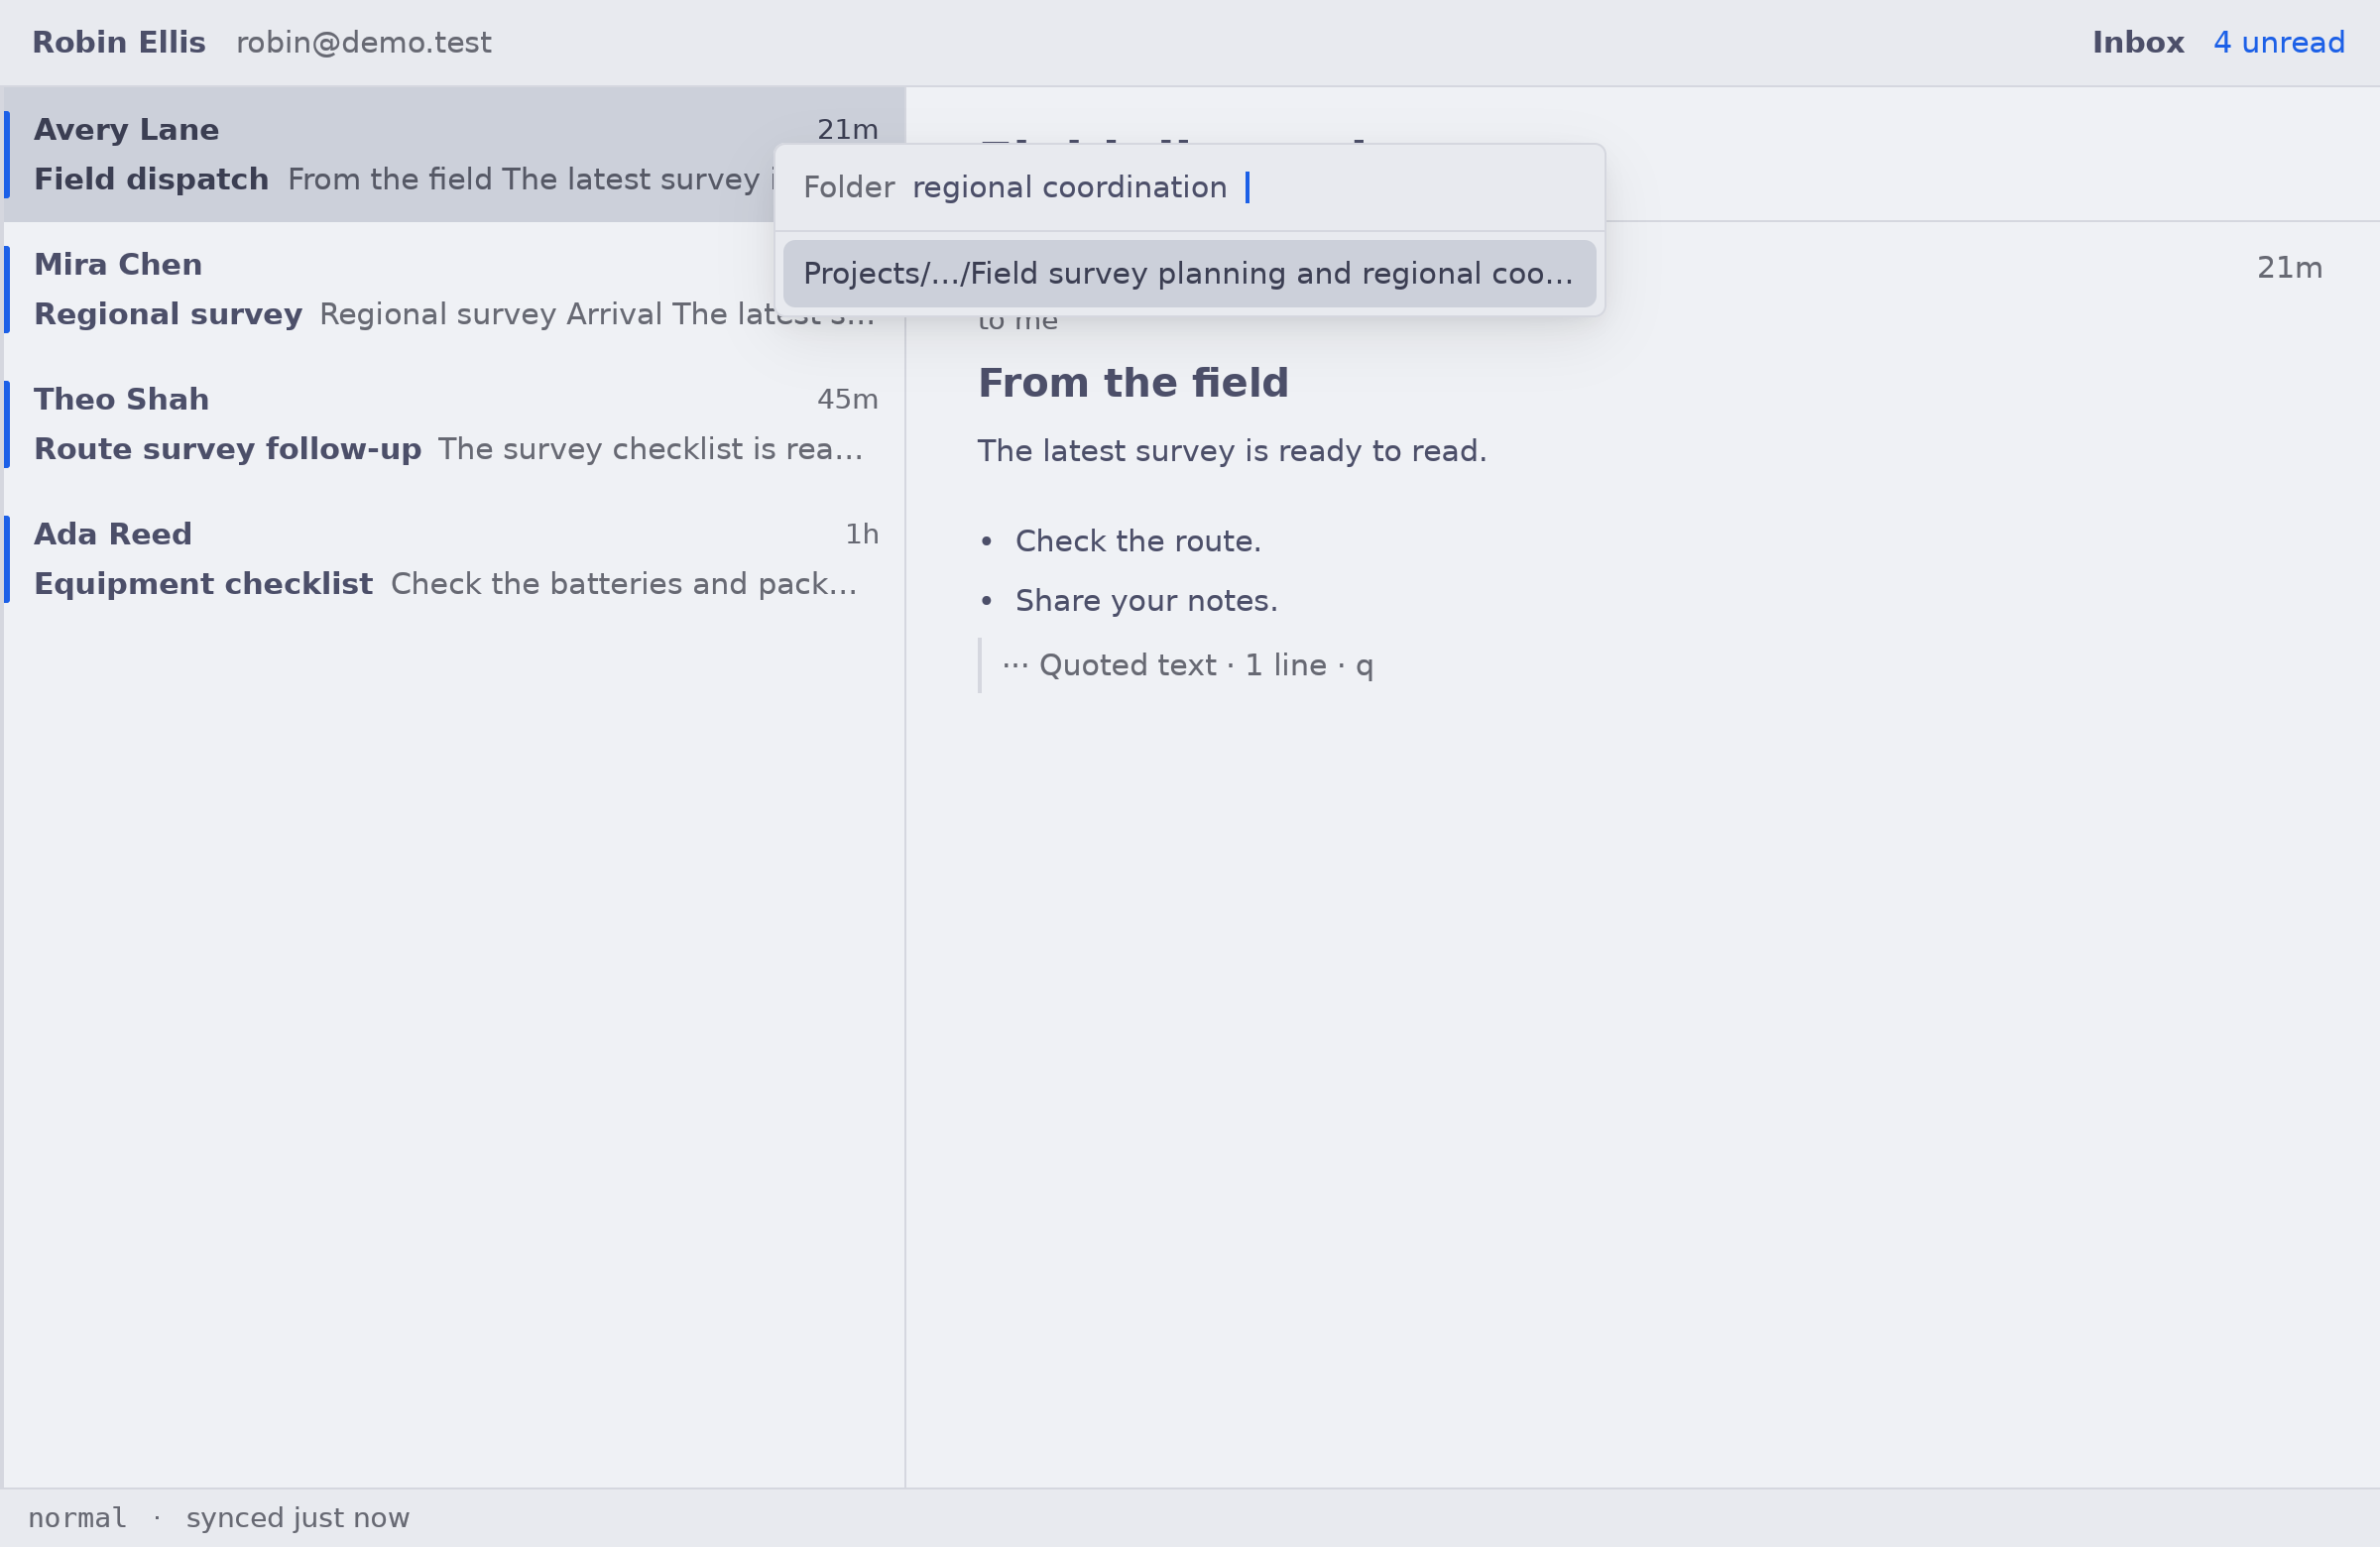 Robin Ellis robin@demo.test
Inbox 4 unread
Avery Lane 21m
Field dispatch From the field The latest survey
Mira Chen
Regional survey Regional survey Arrival The latest s…
Theo Shah 45m
Route survey follow-up The survey checklist is rea…
Ada Reed 1h
Equipment checklist Check the batteries and pack…
Folder regional coordination
Projects/…/Field survey planning and regional coo…
21m
to me
From the field
The latest survey is ready to read.
• Check the route.
• Share your notes.
··· Quoted text · 1 line · q
normal · synced just now